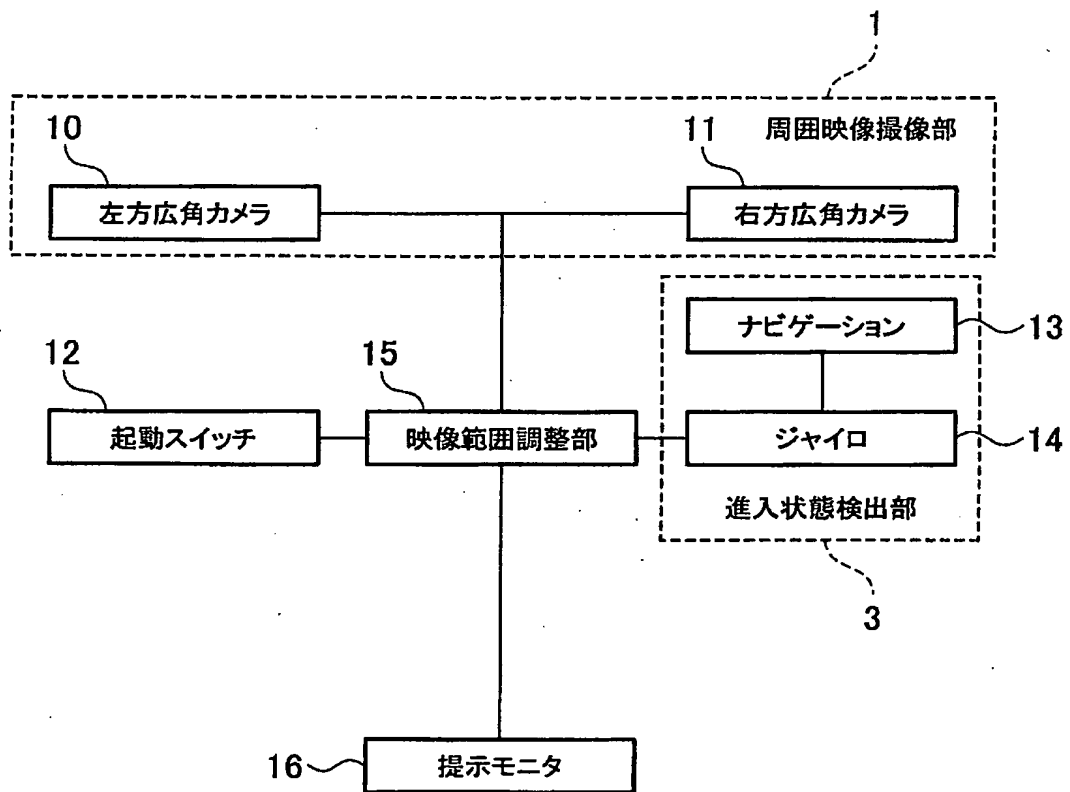 1
周囲映像撮像部
10
11
左方広角カメラ
右方広角カメラ
ナビゲーション
13
12
15
起動スイッチ
映像範囲調整部
ジャイロ
14
進入状態検出部
3
16
提示モニタ